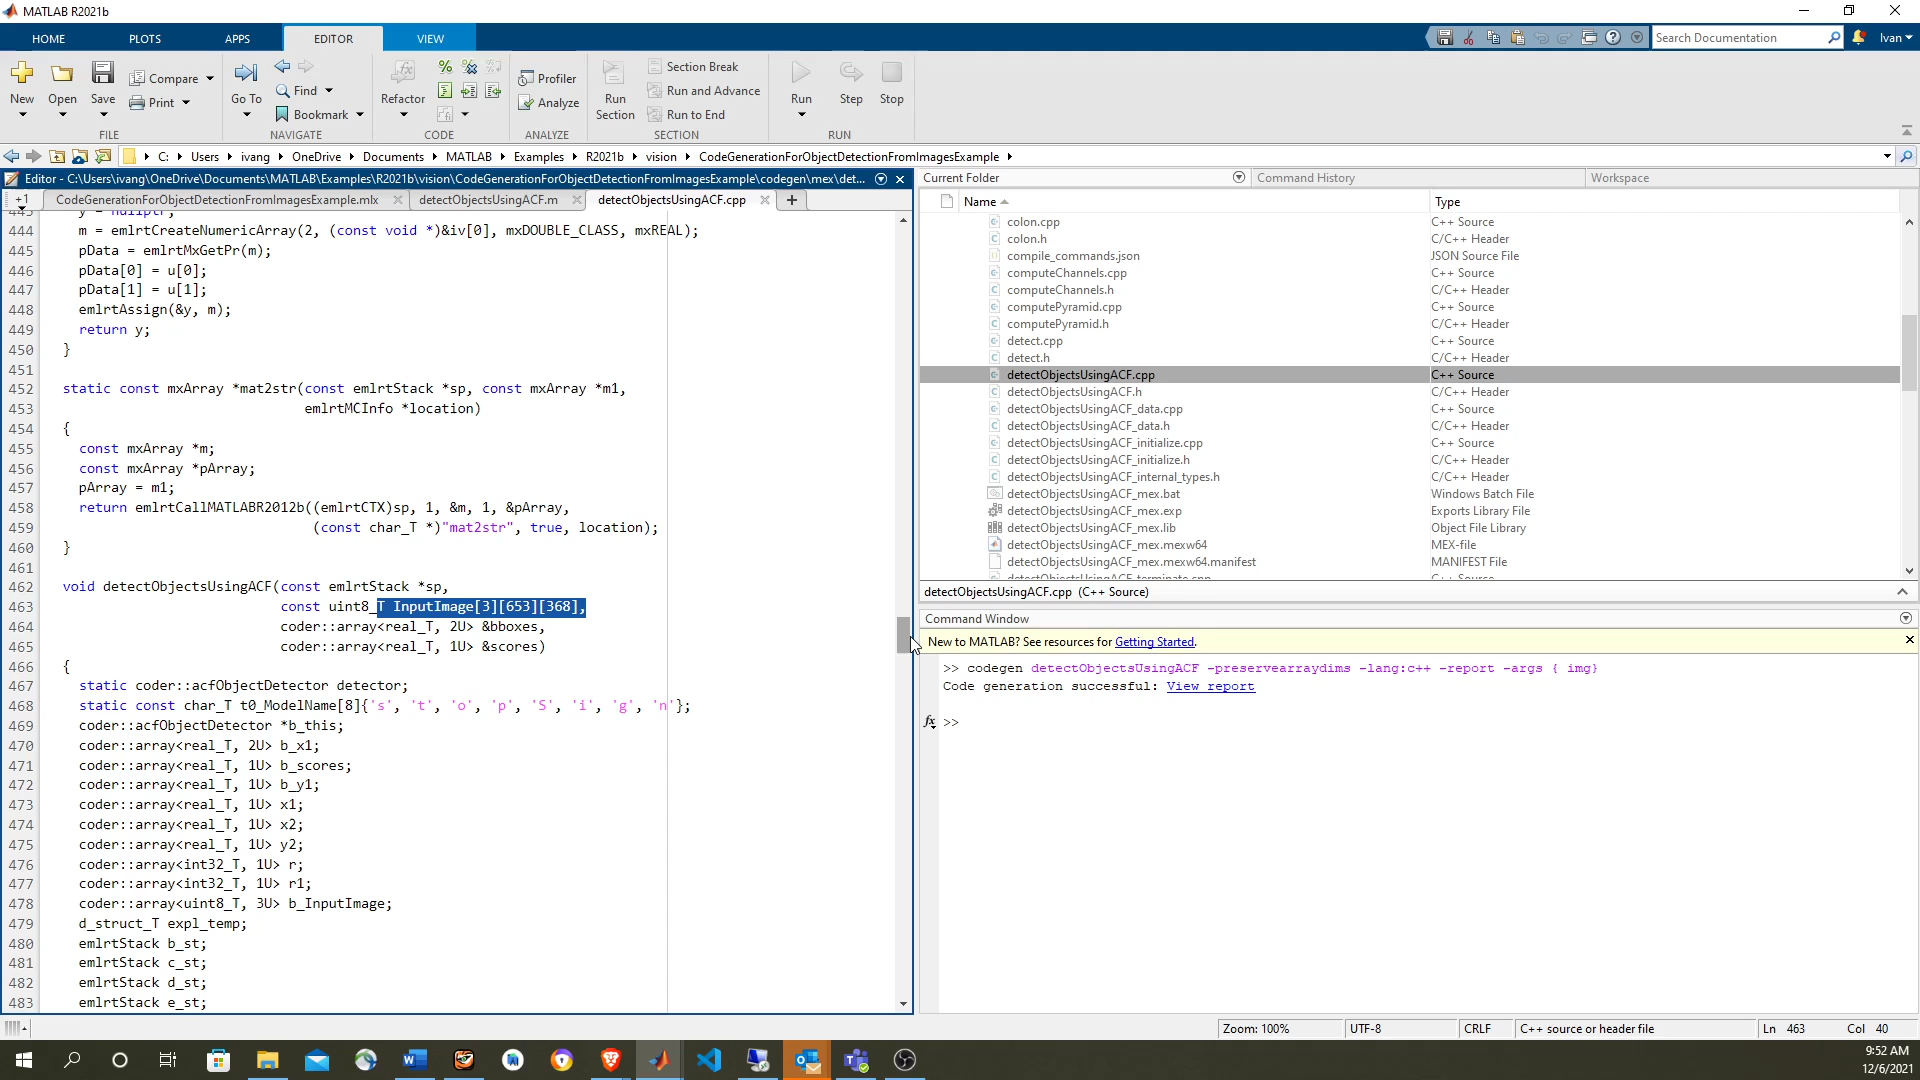 MATLAB R2021b
HOME PLOTS APPS EDITOR VIEW
Search Documentation
Ivan
New Open Save
Compare
Print
FILE
Go To
Find
Bookmark
NAVIGATE
Refactor
CODE
Profiler
Analyze
ANALYZE
Run Section
Section Break
Run and Advance
Run to End
SECTION
Run Step Stop
RUN
C: Users ivang OneDrive Documents MATLAB Examples R2021b vision CodeGenerationForObjectDetectionFromImagesExample
Editor - C:\Users\ivang\OneDrive\Documents\MATLAB\Examples\R2021b\vision\CodeGenerationForObjectDetectionFromImagesExample\codegen\mex\det...
+1 CodeGenerationForObjectDetectionFromImagesExample.mlx detectObjectsUsingACF.m detectObjectsUsingACF.cpp
443 y = nullptr;
444 m = emlrtCreateNumericArray(2, (const void *)&iv[0], mxDOUBLE_CLASS, mxREAL);
445 pData = emlrtMxGetPr(m);
446 pData[0] = u[0];
447 pData[1] = u[1];
448 emlrtAssign(&y, m);
449 return y;
450 }
451
452 static const mxArray *mat2str(const emlrtStack *sp, const mxArray *m1,
453 emlrtMCInfo *location)
454 {
455 const mxArray *m;
456 const mxArray *pArray;
457 pArray = m1;
458 return emlrtCallMATLABR2012b((emlrtCTX)sp, 1, &m, 1, &pArray,
459 (const char_T *)"mat2str", true, location);
460 }
461
462 void detectObjectsUsingACF(const emlrtStack *sp,
463 const uint8_T InputImage[3][653][368],
464 coder::array<real_T, 2U> &bboxes,
465 coder::array<real_T, 1U> &scores)
466 {
467 static coder::acfObjectDetector detector;
468 static const char_T t0_ModelName[8]{'s', 't', 'o', 'p', 'S', 'i', 'g', 'n'};
469 coder::acfObjectDetector *b_this;
470 coder::array<real_T, 2U> b_x1;
471 coder::array<real_T, 1U> b_scores;
472 coder::array<real_T, 1U> b_y1;
473 coder::array<real_T, 1U> x1;
474 coder::array<real_T, 1U> x2;
475 coder::array<real_T, 1U> y2;
476 coder::array<int32_T, 1U> r;
477 coder::array<int32_T, 1U> r1;
478 coder::array<uint8_T, 3U> b_InputImage;
479 d_struct_T expl_temp;
480 emlrtStack b_st;
481 emlrtStack c_st;
482 emlrtStack d_st;
483 emlrtStack e_st;
Current Folder Command History Workspace
Name Type
colon.cpp C++ Source
colon.h C/C++ Header
compile_commands.json JSON Source File
computeChannels.cpp C++ Source
computeChannels.h C/C++ Header
computePyramid.cpp C++ Source
computePyramid.h C/C++ Header
detect.cpp C++ Source
detect.h C/C++ Header
detectObjectsUsingACF.cpp C++ Source
detectObjectsUsingACF.h C/C++ Header
detectObjectsUsingACF_data.cpp C++ Source
detectObjectsUsingACF_data.h C/C++ Header
detectObjectsUsingACF_initialize.cpp C++ Source
detectObjectsUsingACF_initialize.h C/C++ Header
detectObjectsUsingACF_internal_types.h C/C++ Header
detectObjectsUsingACF_mex.bat Windows Batch File
detectObjectsUsingACF_mex.exp Exports Library File
detectObjectsUsingACF_mex.lib Object File Library
detectObjectsUsingACF_mex.mexw64 MEX-file
detectObjectsUsingACF_mex.mexw64.manifest MANIFEST File
detectObjectsUsingACF_terminate.cpp C++ Source
detectObjectsUsingACF.cpp (C++ Source)
Command Window
New to MATLAB? See resources for Getting Started.
>> codegen detectObjectsUsingACF -preservearraydims -lang:c++ -report -args { img}
Code generation successful: View report
fx >>
Zoom: 100% UTF-8 CRLF C++ source or header file Ln 463 Col 40
9:52 AM
12/6/2021